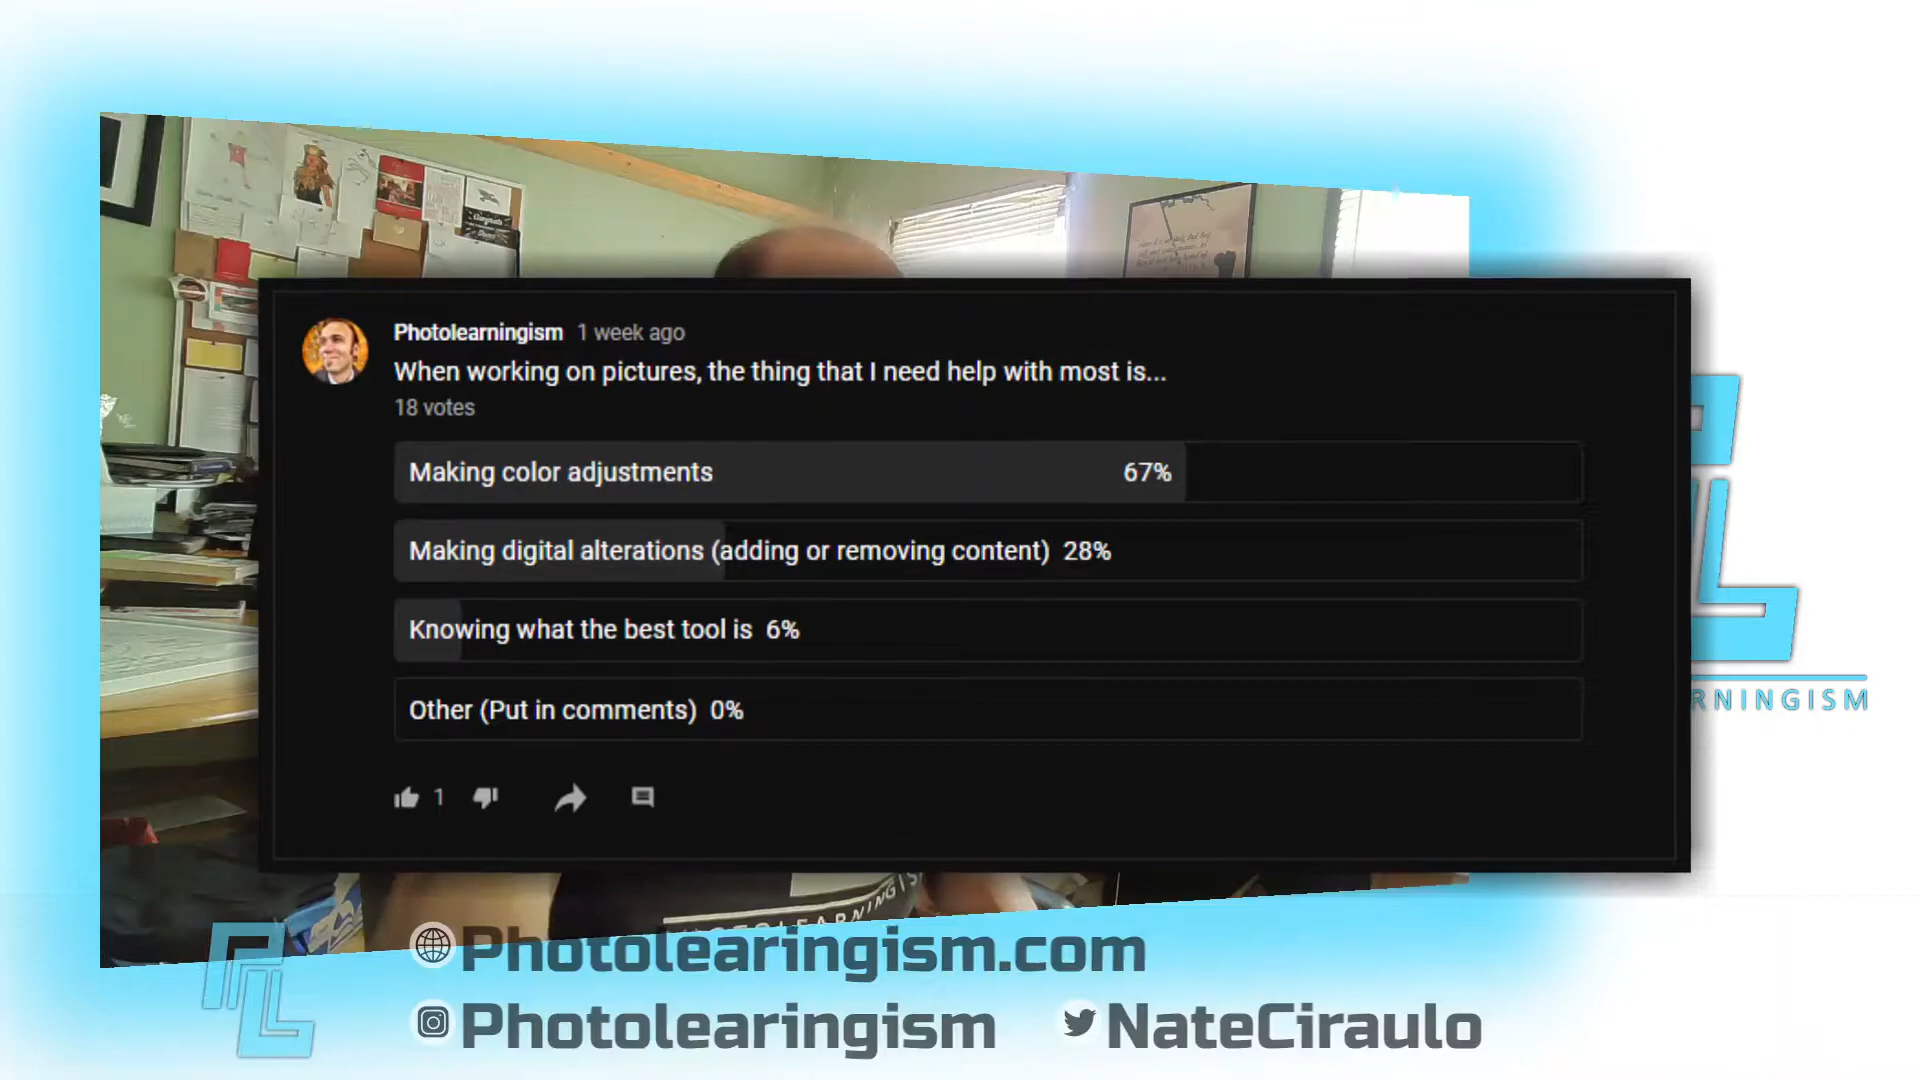 Photolearningism 1 week ago
When working on pictures, the thing that I need help with most is...
18 votes
Making color adjustments 67%
Making digital alterations (adding or removing content) 28%
Knowing what the best tool is 6%
Other (Put in comments) 0%
1
RNINGISM
Photolearingism.com
Photolearingism NateCiraulo